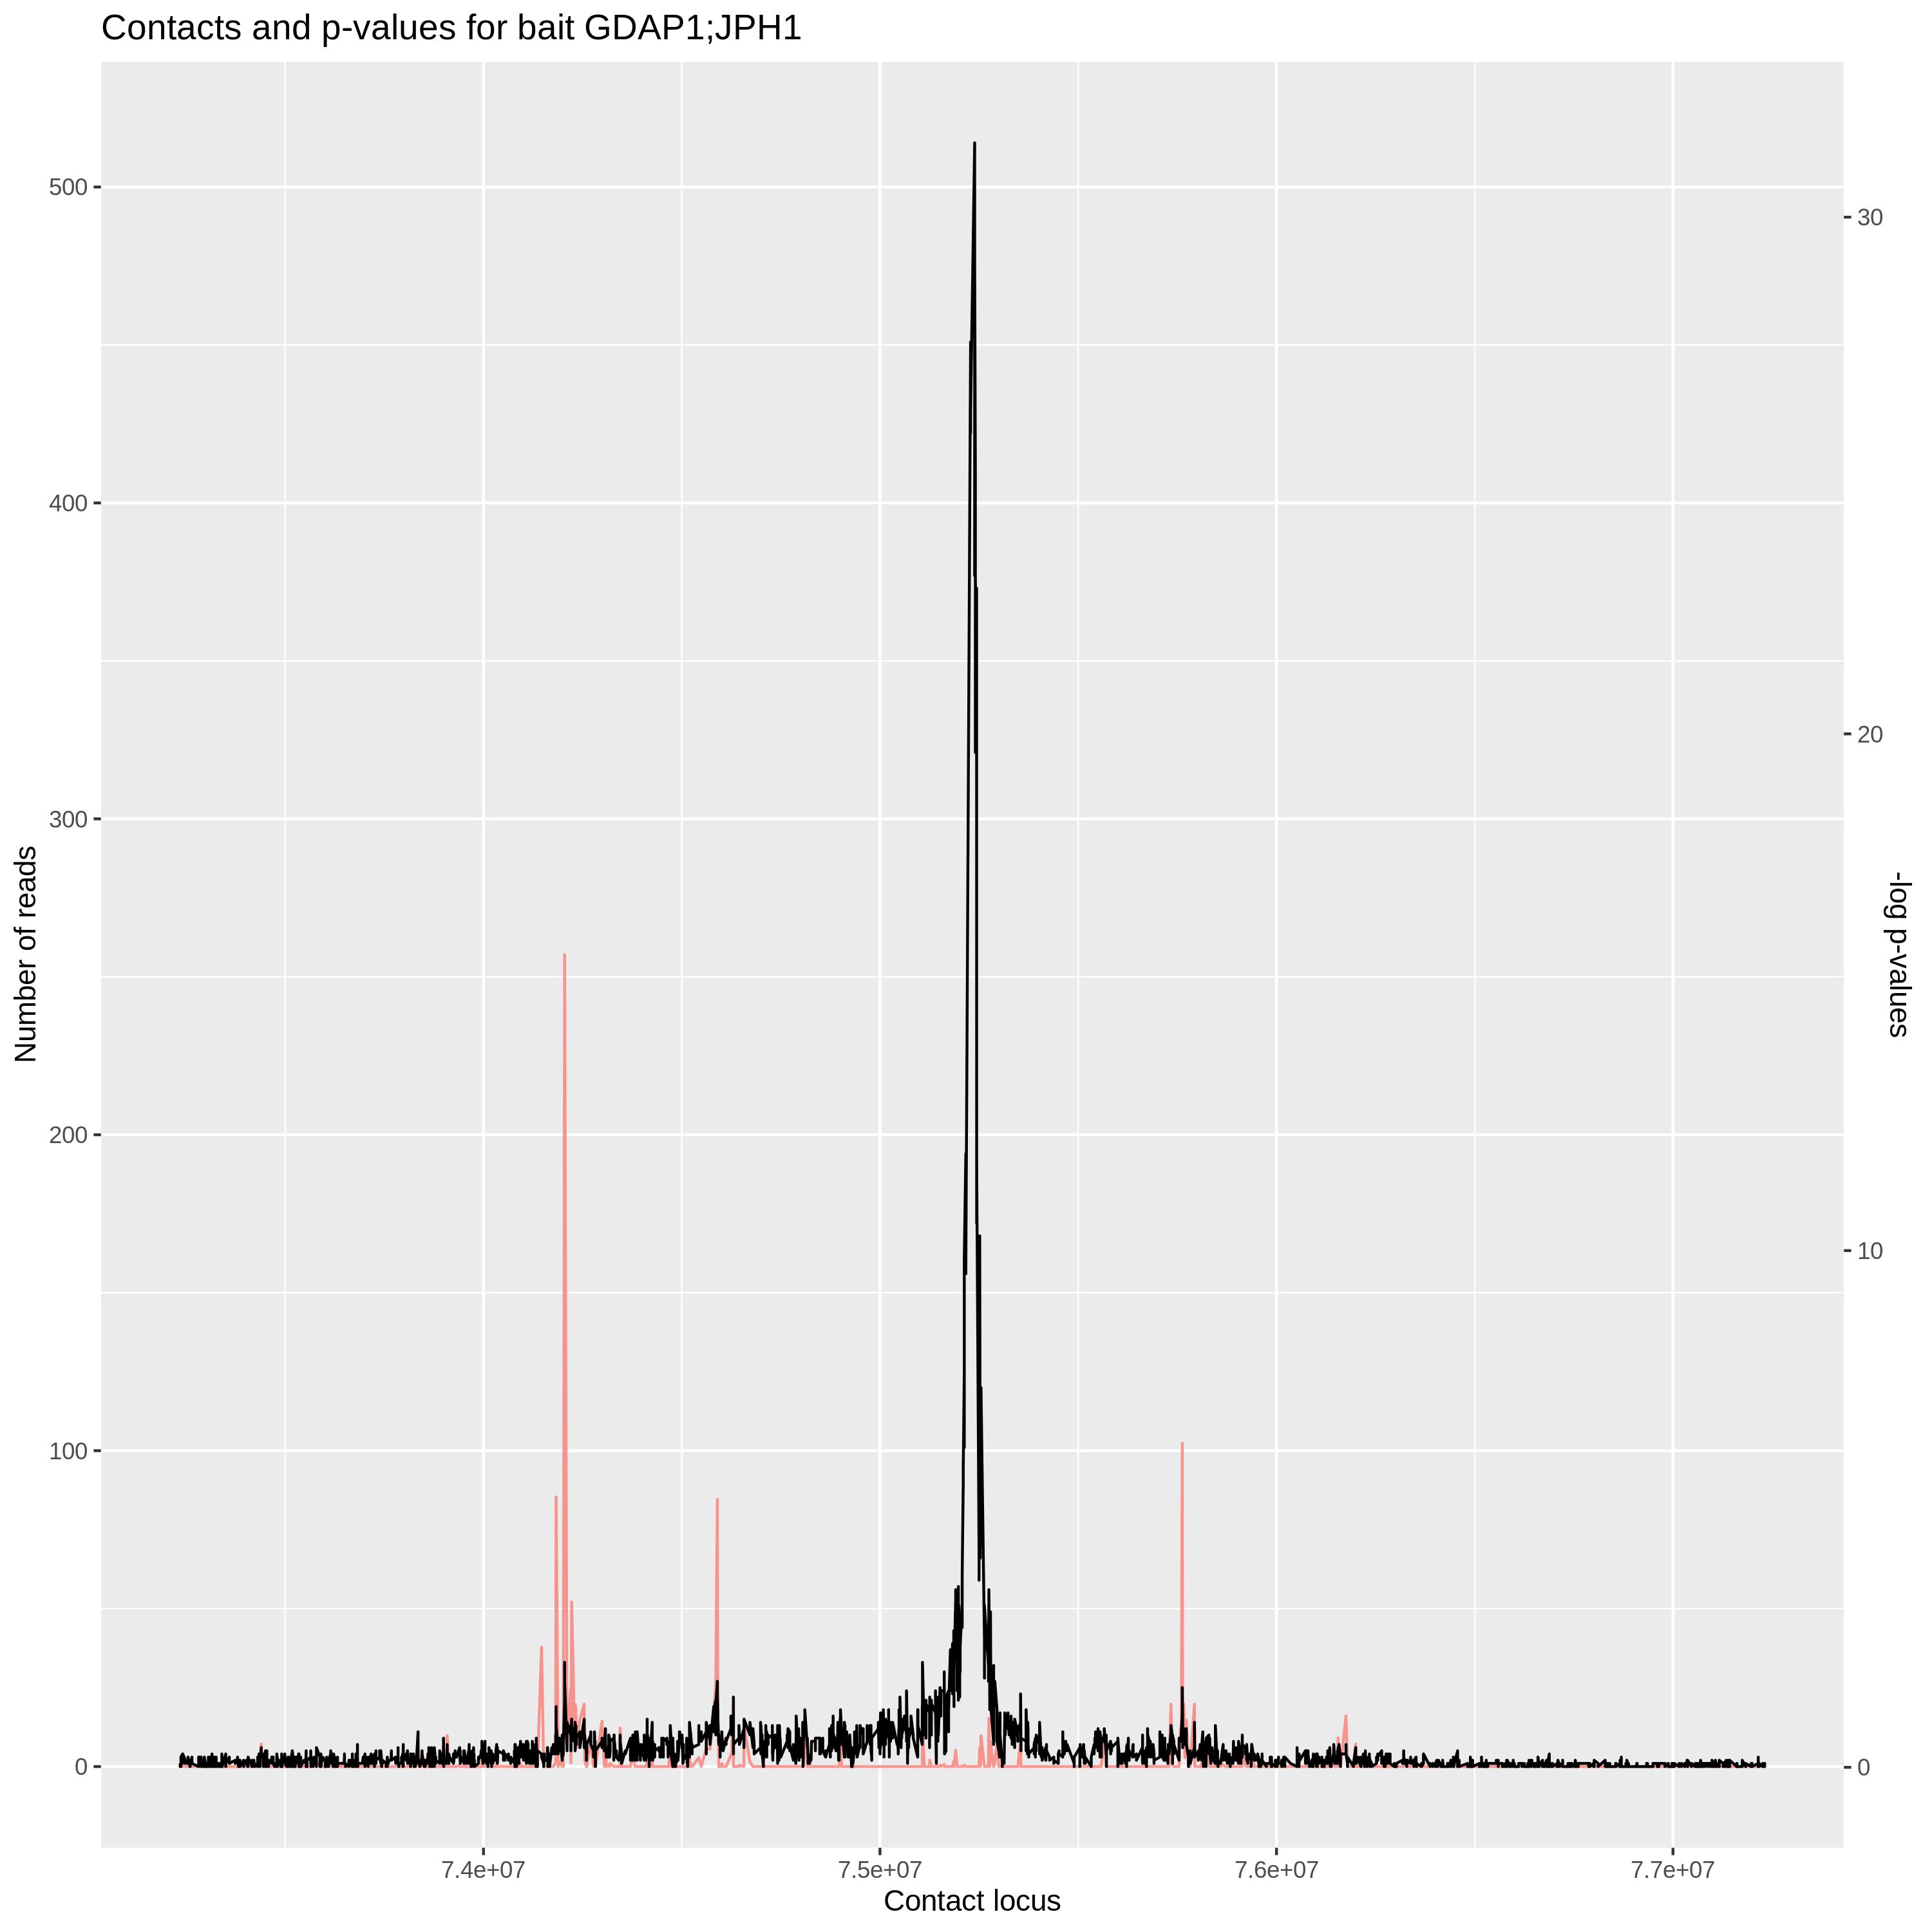 Contacts and p-values for bait GDAP1;JPH1
Number of reads
500
400
300
200
100
0
30
20
10
0
-log p-values
7.4e+07
7.5e+07
7.6e+07
7.7e+07
Contact locus